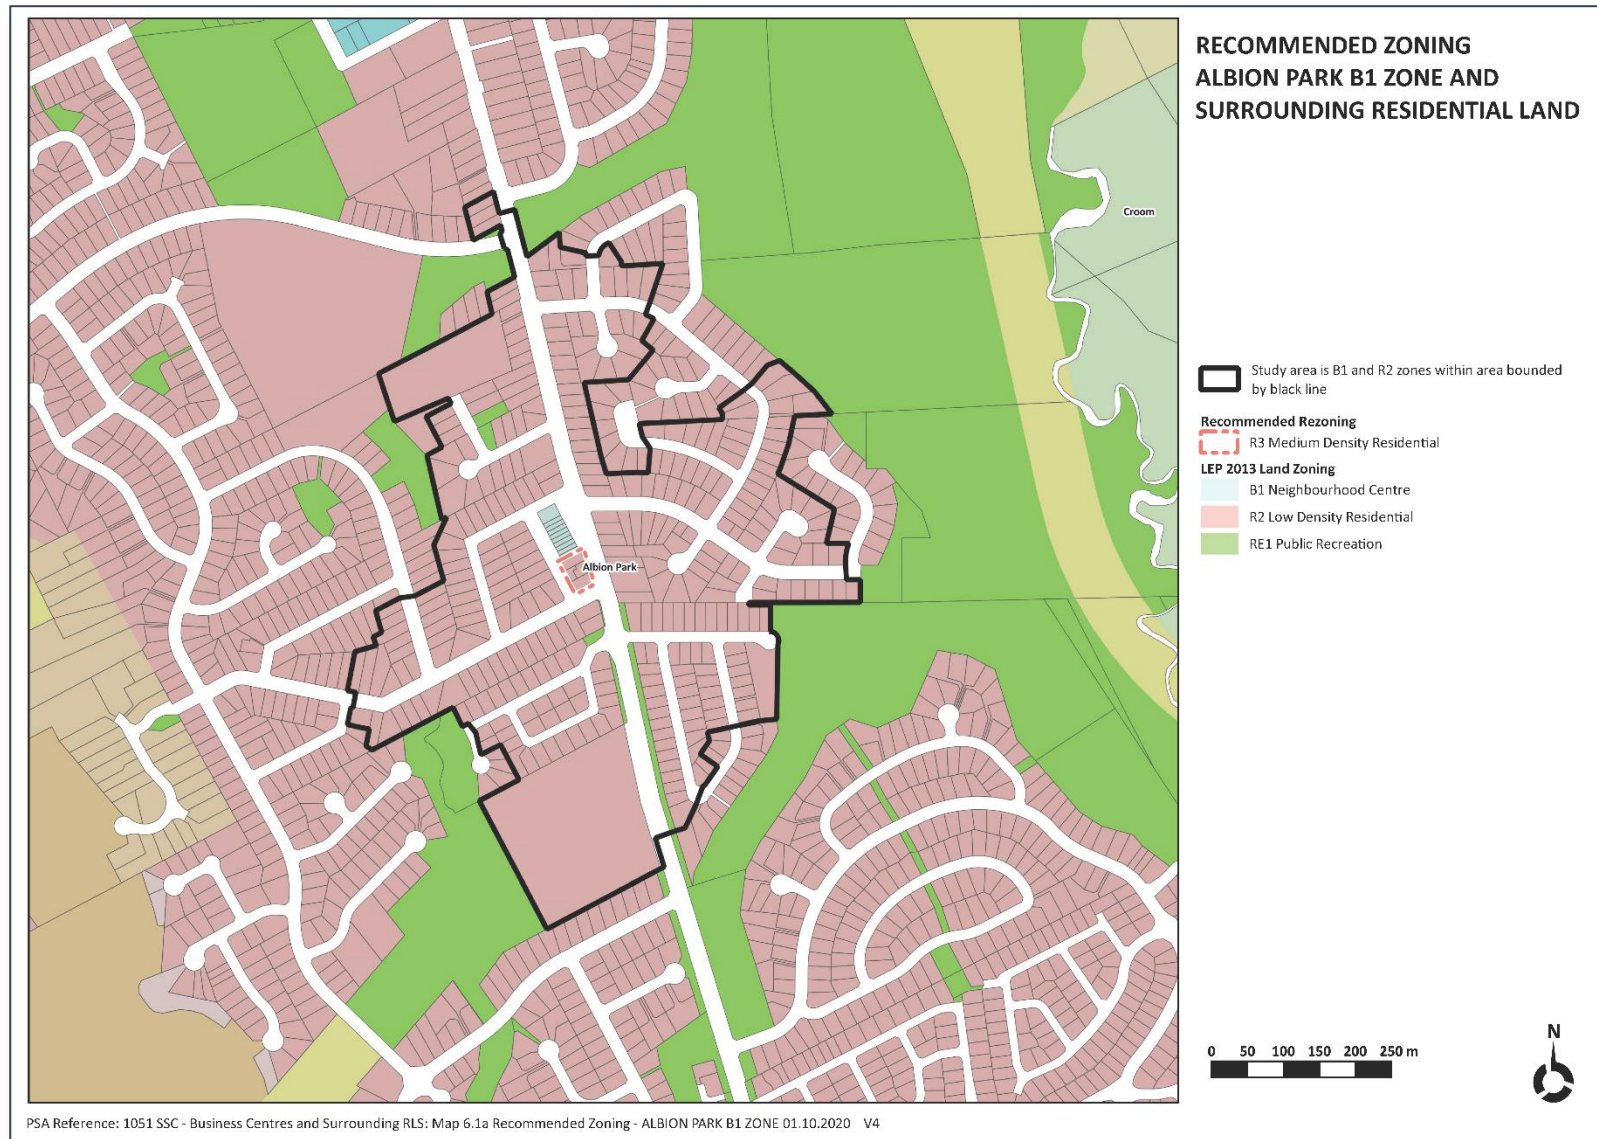 RECOMMENDED ZONING
ALBION PARK B1 ZONE AND
SURROUNDING RESIDENTIAL LAND
Croom
Study area is B1 and R2 zones within area bounded
by black line
Recommended Rezoning
R3 Medium Density Residential
LEP 2013 Land Zoning
B1 Neighbourhood Centre
R2 Low Density Residential
RE1 Public Recreation
Albion Park
N
0 50 100 150 200 250 m
PSA Reference: 1051 SSC - Business Centres and Surrounding RLS: Map 6.1a Recommended Zoning - ALBION PARK B1 ZONE 01.10.2020 V4